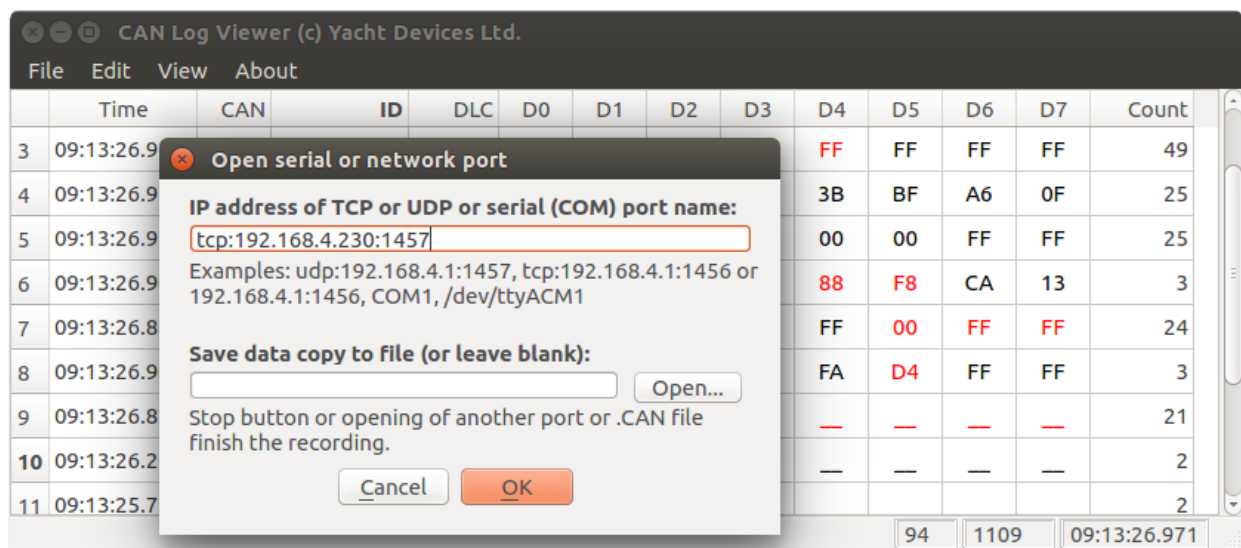 CAN Log Viewer (c) Yacht Devices Ltd.
File Edit View About
Time CAN ID DLC D0 D1 D2 D3 D4 D5 D6 D7 Count
3 09:13:26.9 FF FF FF FF 49
4 09:13:26.9 3B BF A6 0F 25
5 09:13:26.9 00 00 FF FF 25
6 09:13:26.9 88 F8 CA 13 3
7 09:13:26.8 FF 00 FF FF 24
8 09:13:26.9 FA D4 FF FF 3
9 09:13:26.8 __ __ __ __ 21
10 09:13:26.2 __ __ __ __ 2
11 09:13:25.7 2
Open serial or network port
IP address of TCP or UDP or serial (COM) port name:
tcp:192.168.4.230:1457
Examples: udp:192.168.4.1:1457, tcp:192.168.4.1:1456 or
192.168.4.1:1456, COM1, /dev/ttyACM1
Save data copy to file (or leave blank):
Open...
Stop button or opening of another port or .CAN file
finish the recording.
Cancel OK
94 1109 09:13:26.971